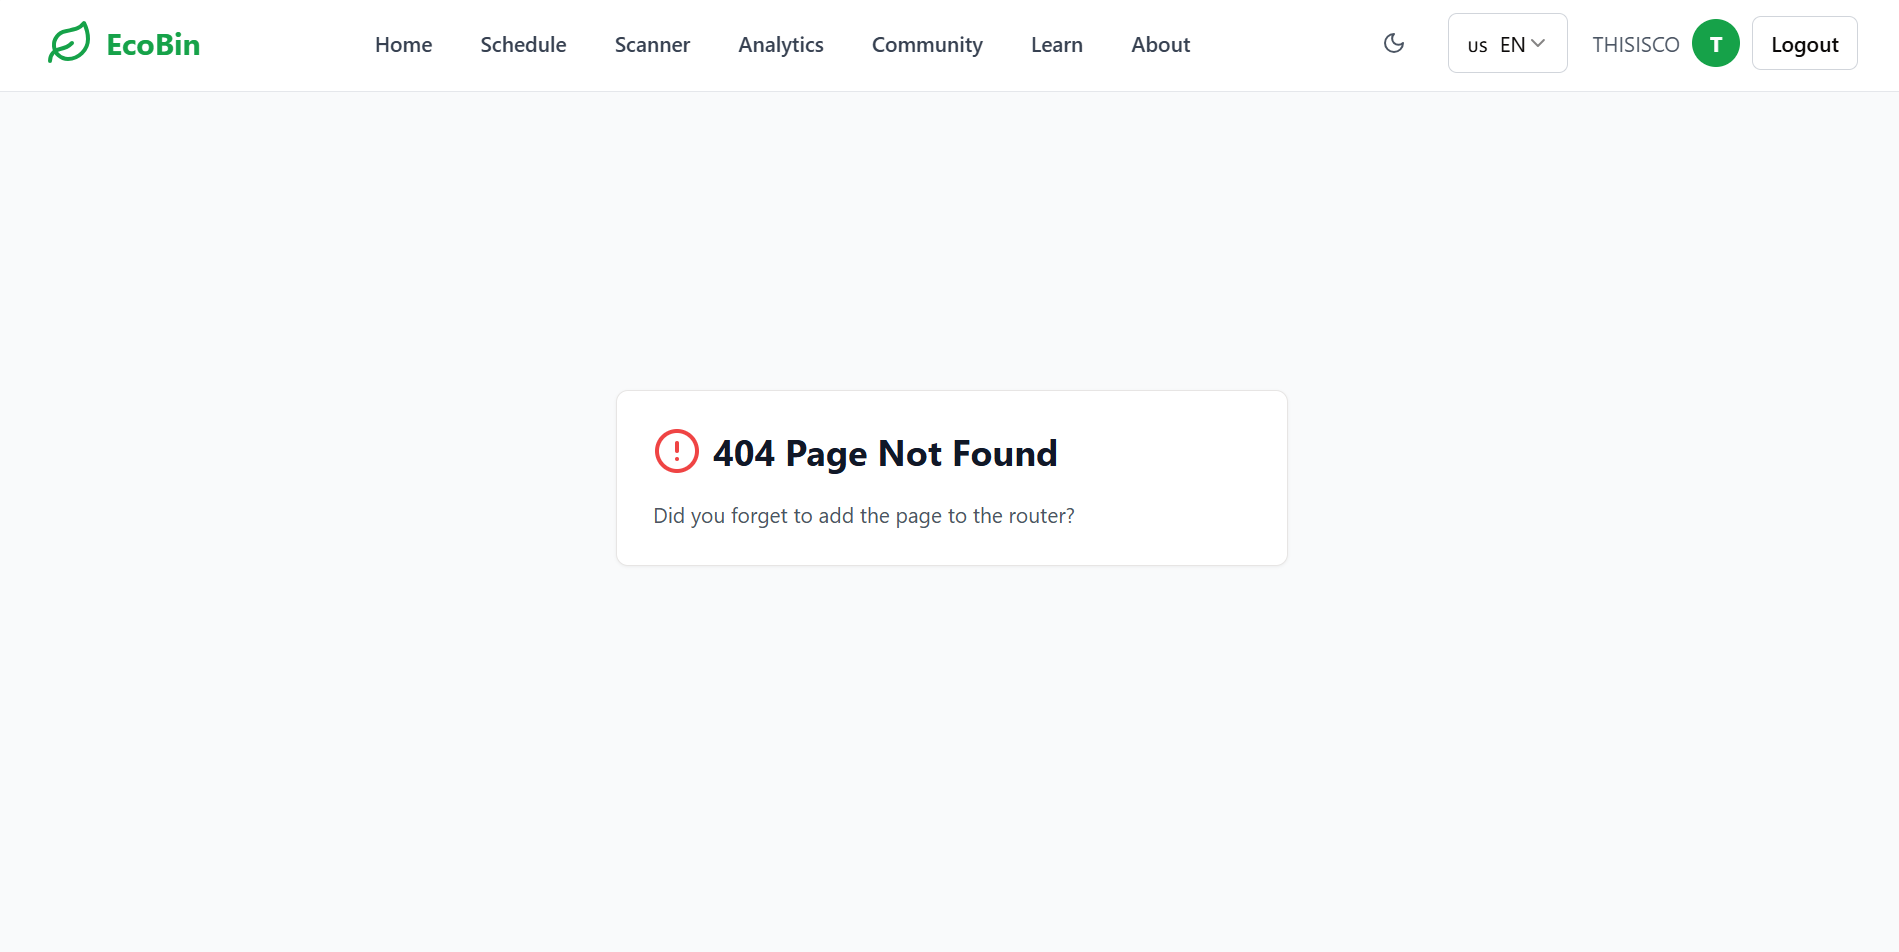 EcoBin
Home Schedule Scanner Analytics Community Learn About
us EN
THISISCO T Logout
404 Page Not Found
Did you forget to add the page to the router?